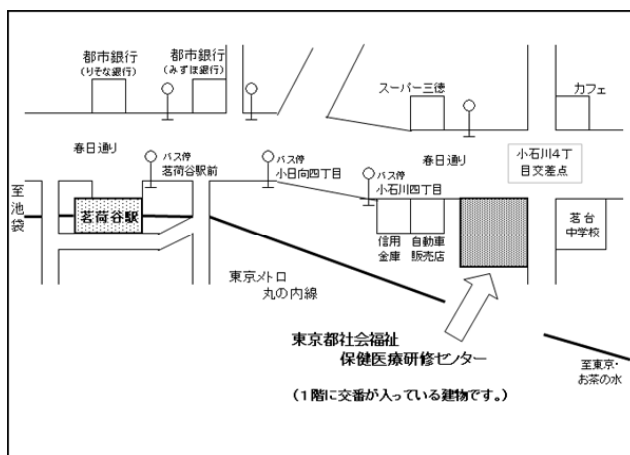 都市銀行
(りそな銀行)
都市銀行
(みずほ銀行)
スーパー三徳
カフェ
春日通り
バス停
茗荷谷駅前
バス停
小日向四丁目
バス停
小石川四丁目
春日通り
小石川4丁
目交差点
至池袋
茗荷谷駅
信用
金庫
自動車
販売店
茗台
中学校
東京メトロ
丸の内線
東京都社会福祉
保健医療研修センター
(1階に交番が入っている建物です。)
至東京・
お茶の水